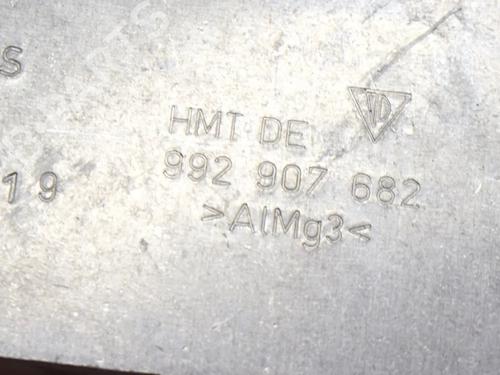 S
HMT DE
992 907 682
19
>AlMg3<